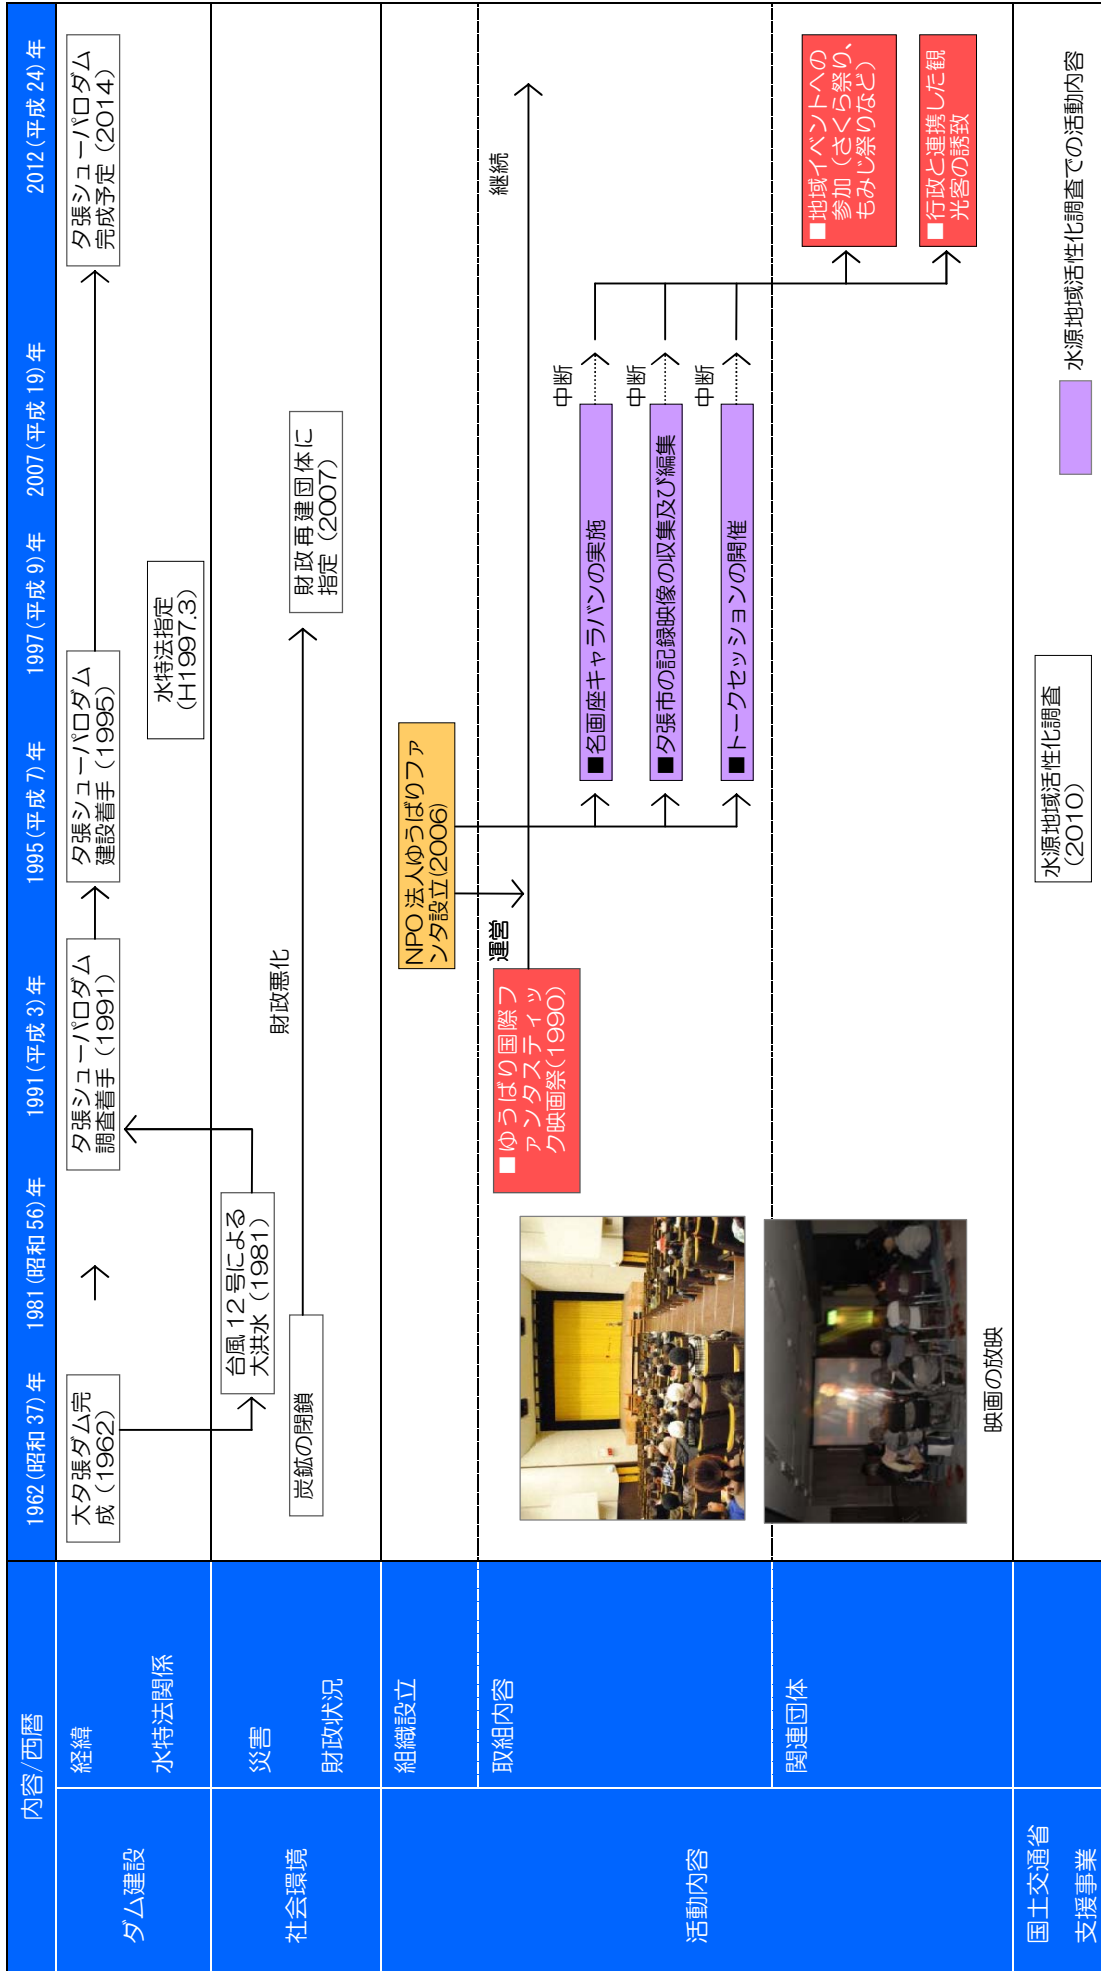 内容/西暦
1962(昭和 37)年
1981(昭和 56)年
1991(平成 3)年
1995(平成 7)年
1997(平成 9)年
2007(平成 19)年
2012(平成 24)年
ダム建設
経緯
大夕張ダム完
成（1962）
夕張シューパロダム
調査着手（1991）
夕張シューパロダム
建設着手（1995）
夕張シューパロダム
完成予定（2014）
水特法関係
水特法指定
(H1997.3)
社会環境
災害
台風 12 号による
大洪水（1981）
財政状況
炭鉱の閉鎖
財政悪化
財政再建団体に
指定（2007）
活動内容
組織設立
NPO 法人ゆうばりファ
ンタ設立(2006)
取組内容
■ゆうばり国際フ
ァンタスティッ
ク映画祭(1990)
運営
継続
■名画座キャラバンの実施
中断
■夕張市の記録映像の収集及び編集
中断
■トークセッションの開催
中断
関連団体
■地域イベントへの
参加（さくら祭り、
もみじ祭りなど）
■行政と連携した観
光客の誘致
映画の放映
国土交通省
支援事業
水源地域活性化調査
（2010）
水源地域活性化調査での活動内容